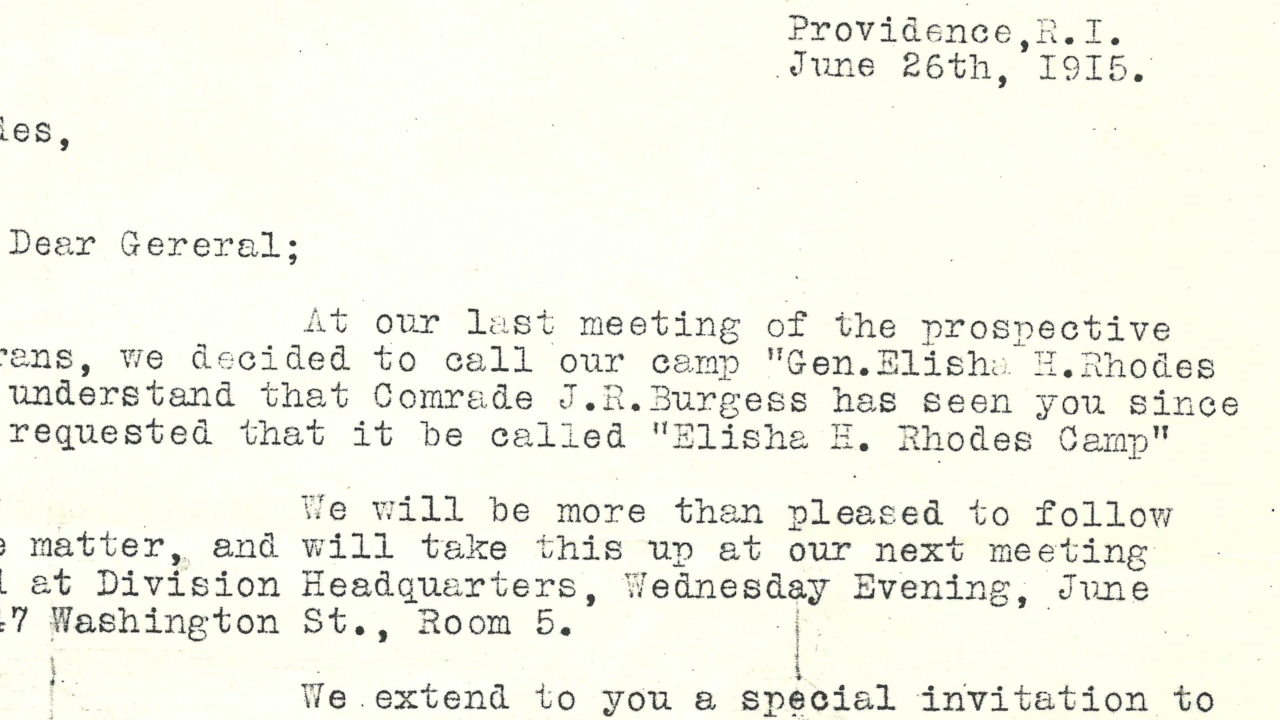 Providence,R.I.
June 26th, 1915.
des,
Dear Gereral;
At our last meeting of the prospective
rans, we decided to call our camp "Gen.Elisha H.Rhodes
understand that Comrade J.R.Burgess has seen you since
requested that it be called "Elisha H. Rhodes Camp"
We will be more than pleased to follow
e matter, and will take this up at our next meeting
d at Division Headquarters, Wednesday Evening, June
47 Washington St., Room 5.
We extend to you a special invitation to